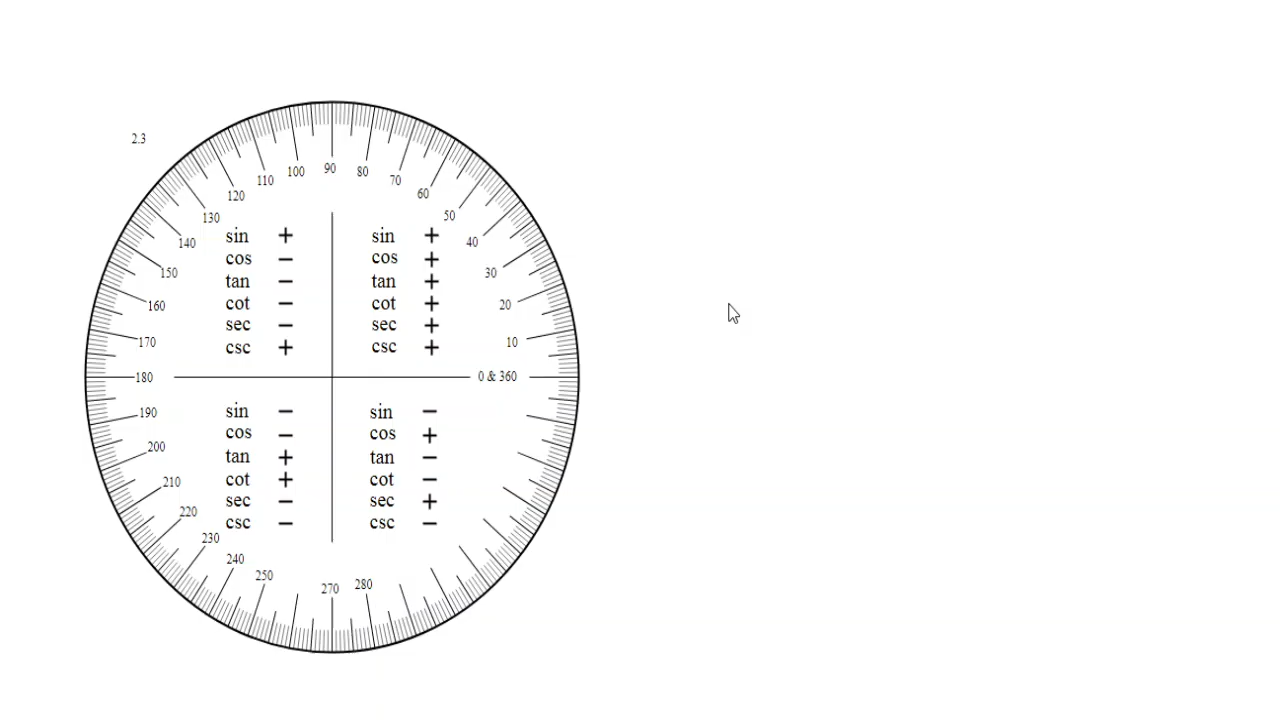 2.3
100 90 80
110 70
120 60
130 50
140 40
150 30
160 20
170 10
180 0 & 360
190
200
210
220
230
240
250
270 280
sin + sin +
cos − cos +
tan − tan +
cot − cot +
sec − sec +
csc + csc +
sin − sin −
cos − cos +
tan + tan −
cot + cot −
sec − sec +
csc − csc −